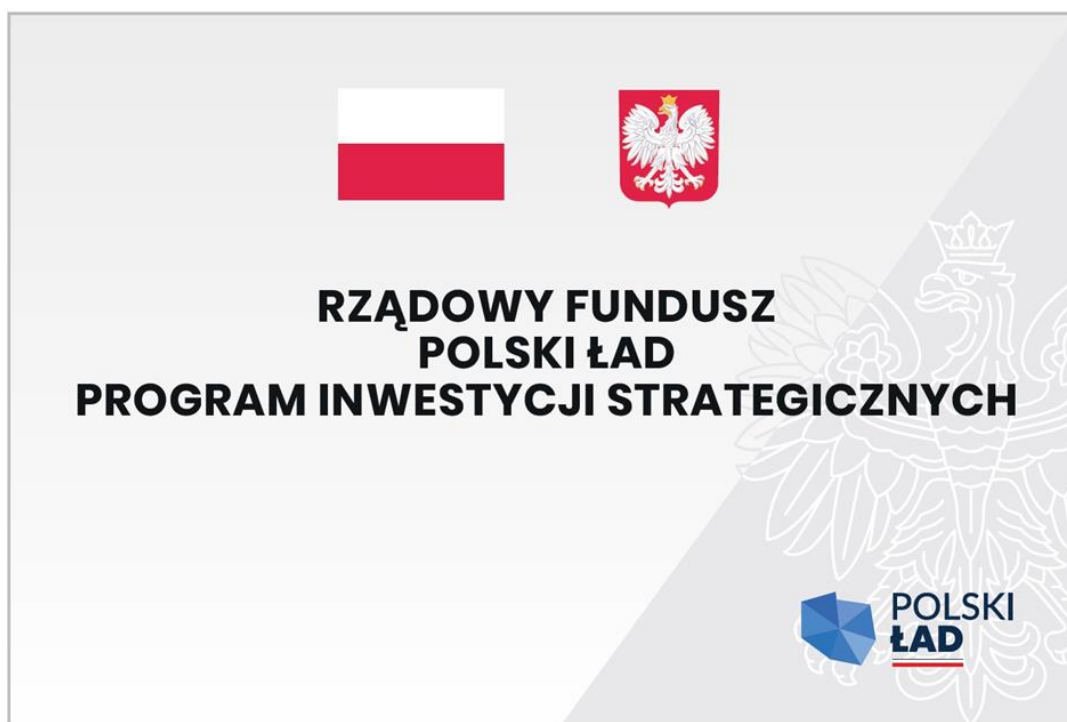 RZĄDOWY FUNDUSZ
POLSKI ŁAD
PROGRAM INWESTYCJI STRATEGICZNYCH
POLSKI
ŁAD